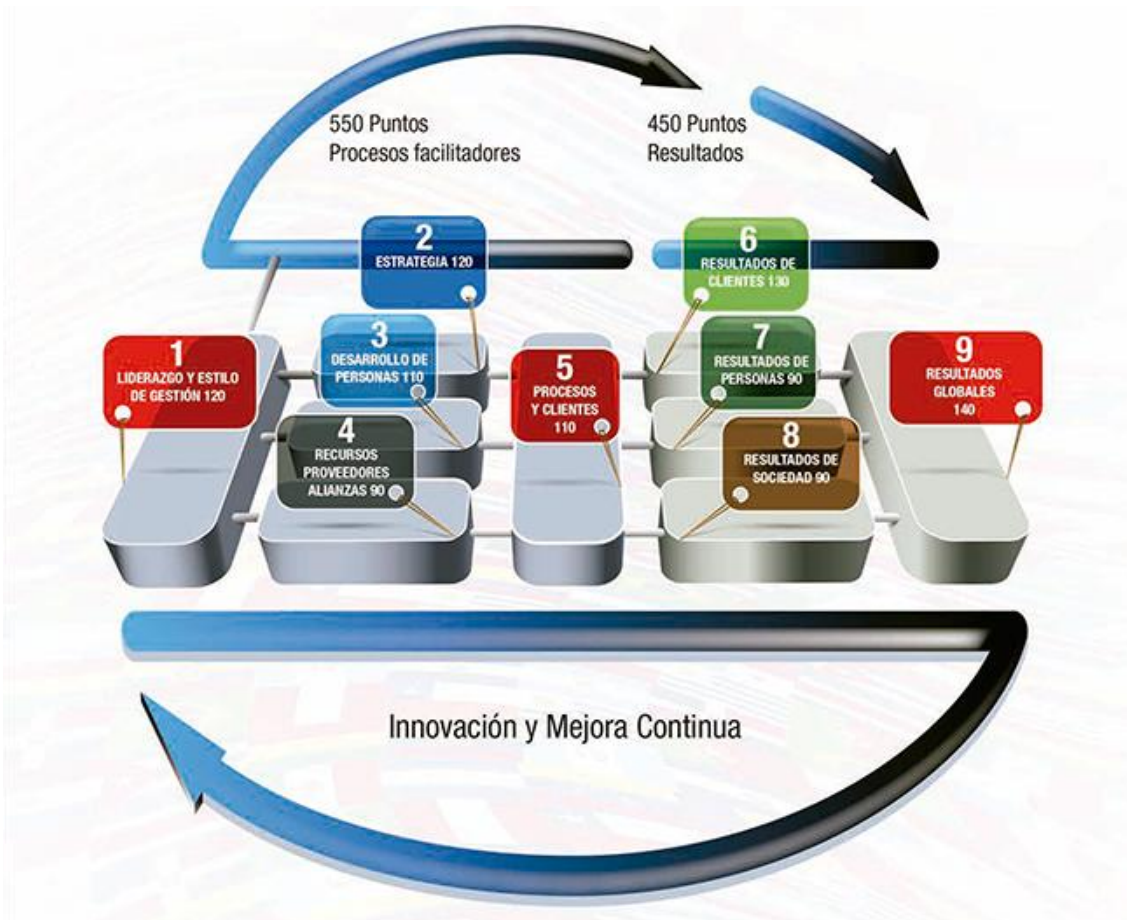 550 Puntos
Procesos facilitadores
450 Puntos
Resultados
1
LIDERAZGO Y ESTILO
DE GESTIÓN 120
2
ESTRATEGIA 120
3
DESARROLLO DE
PERSONAS 110
4
RECURSOS
PROVEEDORES
ALIANZAS 90
5
PROCESOS
Y CLIENTES
110
6
RESULTADOS DE
CLIENTES 130
7
RESULTADOS DE
PERSONAS 90
8
RESULTADOS DE
SOCIEDAD 90
9
RESULTADOS
GLOBALES
140
Innovación y Mejora Continua